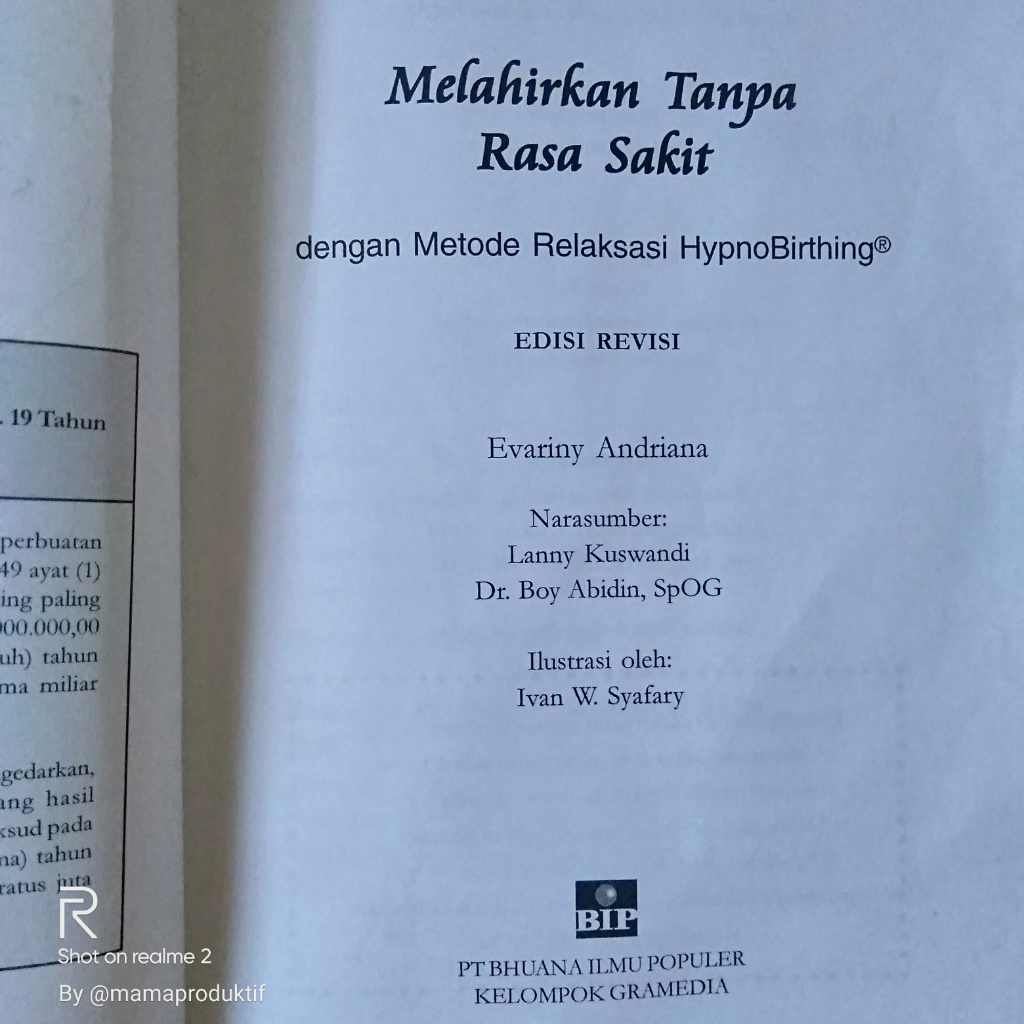 . 19 Tahun
perbuatan
49 ayat (1)
ing paling
000.000,00
uh) tahun
ma miliar
gedarkan,
ang hasil
ksud pada
na) tahun
ratus juta
Melahirkan Tanpa
Rasa Sakit
dengan Metode Relaksasi HypnoBirthing®
EDISI REVISI
Evariny Andriana
Narasumber:
Lanny Kuswandi
Dr. Boy Abidin, SpOG
Ilustrasi oleh:
Ivan W. Syafary
BIP
PT BHUANA ILMU POPULER
KELOMPOK GRAMEDIA
R
Shot on realme 2
By @mamaproduktif